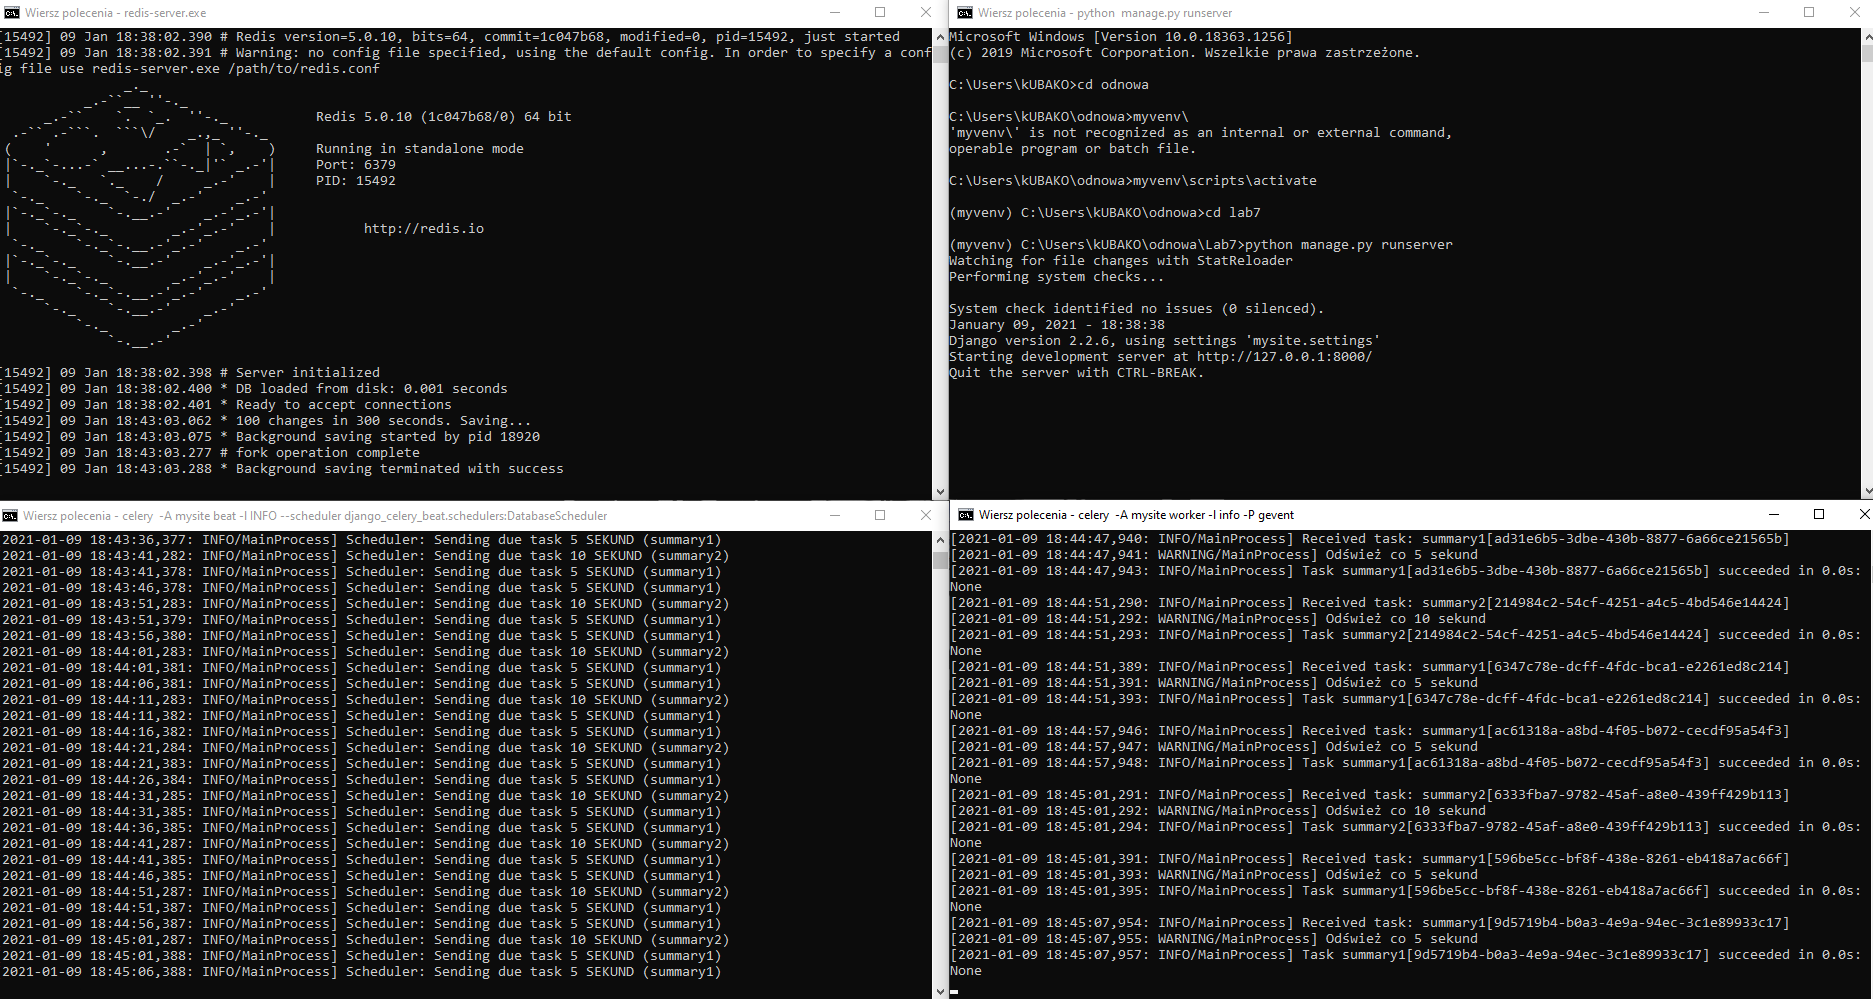 Wiersz polecenia - redis-server.exe
[15492] 09 Jan 18:38:02.390 # Redis version=5.0.10, bits=64, commit=1c047b68, modified=0, pid=15492, just started
[15492] 09 Jan 18:38:02.391 # Warning: no config file specified, using the default config. In order to specify a conf
ig file use redis-server.exe /path/to/redis.conf
Redis 5.0.10 (1c047b68/0) 64 bit
Running in standalone mode
Port: 6379
PID: 15492
http://redis.io
[15492] 09 Jan 18:38:02.398 # Server initialized
[15492] 09 Jan 18:38:02.400 * DB loaded from disk: 0.001 seconds
[15492] 09 Jan 18:38:02.401 * Ready to accept connections
[15492] 09 Jan 18:43:03.062 * 100 changes in 300 seconds. Saving...
[15492] 09 Jan 18:43:03.075 * Background saving started by pid 18920
[15492] 09 Jan 18:43:03.277 # fork operation complete
[15492] 09 Jan 18:43:03.288 * Background saving terminated with success
Wiersz polecenia - python  manage.py runserver
Microsoft Windows [Version 10.0.18363.1256]
(c) 2019 Microsoft Corporation. Wszelkie prawa zastrzeżone.
C:\Users\kUBAKO>cd odnowa
C:\Users\kUBAKO\odnowa>myvenv\
'myvenv\' is not recognized as an internal or external command,
operable program or batch file.
C:\Users\kUBAKO\odnowa>myvenv\scripts\activate
(myvenv) C:\Users\kUBAKO\odnowa>cd lab7
(myvenv) C:\Users\kUBAKO\odnowa\Lab7>python manage.py runserver
Watching for file changes with StatReloader
Performing system checks...
System check identified no issues (0 silenced).
January 09, 2021 - 18:38:38
Django version 2.2.6, using settings 'mysite.settings'
Starting development server at http://127.0.0.1:8000/
Quit the server with CTRL-BREAK.
Wiersz polecenia - celery  -A mysite beat -l INFO --scheduler django_celery_beat.schedulers:DatabaseScheduler
2021-01-09 18:43:36,377: INFO/MainProcess] Scheduler: Sending due task 5 SEKUND (summary1)
2021-01-09 18:43:41,282: INFO/MainProcess] Scheduler: Sending due task 10 SEKUND (summary2)
2021-01-09 18:43:41,378: INFO/MainProcess] Scheduler: Sending due task 5 SEKUND (summary1)
2021-01-09 18:43:46,378: INFO/MainProcess] Scheduler: Sending due task 5 SEKUND (summary1)
2021-01-09 18:43:51,283: INFO/MainProcess] Scheduler: Sending due task 10 SEKUND (summary2)
2021-01-09 18:43:51,379: INFO/MainProcess] Scheduler: Sending due task 5 SEKUND (summary1)
2021-01-09 18:43:56,380: INFO/MainProcess] Scheduler: Sending due task 5 SEKUND (summary1)
2021-01-09 18:44:01,283: INFO/MainProcess] Scheduler: Sending due task 10 SEKUND (summary2)
2021-01-09 18:44:01,381: INFO/MainProcess] Scheduler: Sending due task 5 SEKUND (summary1)
2021-01-09 18:44:06,381: INFO/MainProcess] Scheduler: Sending due task 5 SEKUND (summary1)
2021-01-09 18:44:11,283: INFO/MainProcess] Scheduler: Sending due task 10 SEKUND (summary2)
2021-01-09 18:44:11,382: INFO/MainProcess] Scheduler: Sending due task 5 SEKUND (summary1)
2021-01-09 18:44:16,382: INFO/MainProcess] Scheduler: Sending due task 5 SEKUND (summary1)
2021-01-09 18:44:21,284: INFO/MainProcess] Scheduler: Sending due task 10 SEKUND (summary2)
2021-01-09 18:44:21,383: INFO/MainProcess] Scheduler: Sending due task 5 SEKUND (summary1)
2021-01-09 18:44:26,384: INFO/MainProcess] Scheduler: Sending due task 5 SEKUND (summary1)
2021-01-09 18:44:31,285: INFO/MainProcess] Scheduler: Sending due task 10 SEKUND (summary2)
2021-01-09 18:44:31,385: INFO/MainProcess] Scheduler: Sending due task 5 SEKUND (summary1)
2021-01-09 18:44:36,385: INFO/MainProcess] Scheduler: Sending due task 5 SEKUND (summary1)
2021-01-09 18:44:41,287: INFO/MainProcess] Scheduler: Sending due task 10 SEKUND (summary2)
2021-01-09 18:44:41,385: INFO/MainProcess] Scheduler: Sending due task 5 SEKUND (summary1)
2021-01-09 18:44:46,385: INFO/MainProcess] Scheduler: Sending due task 5 SEKUND (summary1)
2021-01-09 18:44:51,287: INFO/MainProcess] Scheduler: Sending due task 10 SEKUND (summary2)
2021-01-09 18:44:51,387: INFO/MainProcess] Scheduler: Sending due task 5 SEKUND (summary1)
2021-01-09 18:44:56,387: INFO/MainProcess] Scheduler: Sending due task 5 SEKUND (summary1)
2021-01-09 18:45:01,287: INFO/MainProcess] Scheduler: Sending due task 10 SEKUND (summary2)
2021-01-09 18:45:01,388: INFO/MainProcess] Scheduler: Sending due task 5 SEKUND (summary1)
2021-01-09 18:45:06,388: INFO/MainProcess] Scheduler: Sending due task 5 SEKUND (summary1)
Wiersz polecenia - celery  -A mysite worker -l info -P gevent
[2021-01-09 18:44:47,940: INFO/MainProcess] Received task: summary1[ad31e6b5-3dbe-430b-8877-6a66ce21565b]
[2021-01-09 18:44:47,941: WARNING/MainProcess] Odśwież co 5 sekund
[2021-01-09 18:44:47,943: INFO/MainProcess] Task summary1[ad31e6b5-3dbe-430b-8877-6a66ce21565b] succeeded in 0.0s:
None
[2021-01-09 18:44:51,290: INFO/MainProcess] Received task: summary2[214984c2-54cf-4251-a4c5-4bd546e14424]
[2021-01-09 18:44:51,292: WARNING/MainProcess] Odśwież co 10 sekund
[2021-01-09 18:44:51,293: INFO/MainProcess] Task summary2[214984c2-54cf-4251-a4c5-4bd546e14424] succeeded in 0.0s:
None
[2021-01-09 18:44:51,389: INFO/MainProcess] Received task: summary1[6347c78e-dcff-4fdc-bca1-e2261ed8c214]
[2021-01-09 18:44:51,391: WARNING/MainProcess] Odśwież co 5 sekund
[2021-01-09 18:44:51,393: INFO/MainProcess] Task summary1[6347c78e-dcff-4fdc-bca1-e2261ed8c214] succeeded in 0.0s:
None
[2021-01-09 18:44:57,946: INFO/MainProcess] Received task: summary1[ac61318a-a8bd-4f05-b072-cecdf95a54f3]
[2021-01-09 18:44:57,947: WARNING/MainProcess] Odśwież co 5 sekund
[2021-01-09 18:44:57,948: INFO/MainProcess] Task summary1[ac61318a-a8bd-4f05-b072-cecdf95a54f3] succeeded in 0.0s:
None
[2021-01-09 18:45:01,291: INFO/MainProcess] Received task: summary2[6333fba7-9782-45af-a8e0-439ff429b113]
[2021-01-09 18:45:01,292: WARNING/MainProcess] Odśwież co 10 sekund
[2021-01-09 18:45:01,294: INFO/MainProcess] Task summary2[6333fba7-9782-45af-a8e0-439ff429b113] succeeded in 0.0s:
None
[2021-01-09 18:45:01,391: INFO/MainProcess] Received task: summary1[596be5cc-bf8f-438e-8261-eb418a7ac66f]
[2021-01-09 18:45:01,393: WARNING/MainProcess] Odśwież co 5 sekund
[2021-01-09 18:45:01,395: INFO/MainProcess] Task summary1[596be5cc-bf8f-438e-8261-eb418a7ac66f] succeeded in 0.0s:
None
[2021-01-09 18:45:07,954: INFO/MainProcess] Received task: summary1[9d5719b4-b0a3-4e9a-94ec-3c1e89933c17]
[2021-01-09 18:45:07,955: WARNING/MainProcess] Odśwież co 5 sekund
[2021-01-09 18:45:07,957: INFO/MainProcess] Task summary1[9d5719b4-b0a3-4e9a-94ec-3c1e89933c17] succeeded in 0.0s:
None